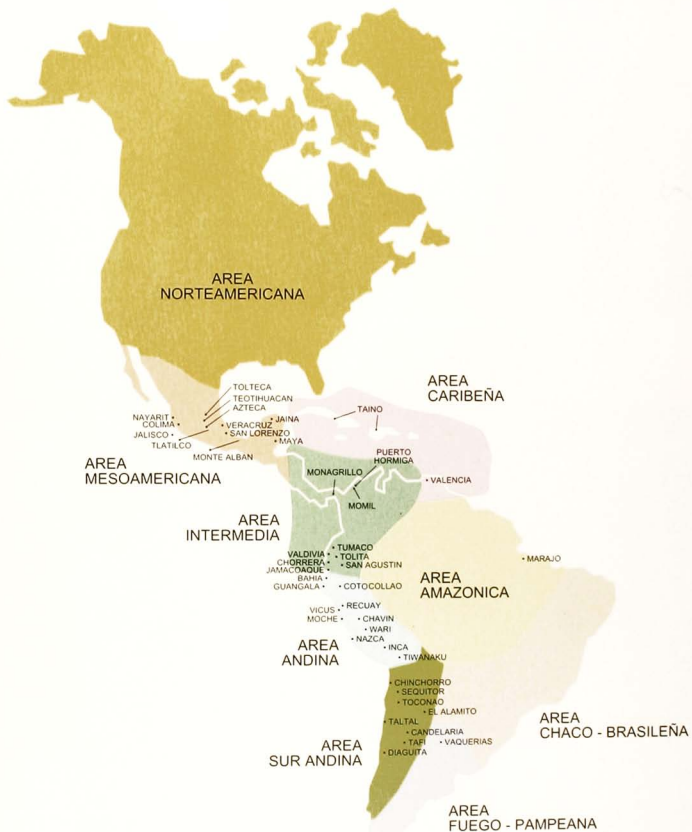 AREA
NORTEAMERICANA
TOLTECA
TEOTIHUACAN
AZTECA
NAYARIT
COLIMA
JALISCO
TLATILCO
VERACRUZ
SAN LORENZO
JAINA
MAYA
MONTE ALBAN
AREA
MESOAMERICANA
AREA
CARIBEÑA
TAINO
PUERTO
HORMIGA
MONAGRILLO
VALENCIA
MOMIL
AREA
INTERMEDIA
TUMACO
VALDIVIA
TOLITA
CHORRERA
SAN AGUSTIN
JAMACOAQUE
BAHIA
GUANGALA
COTOCOLLAO
MARAJO
AREA
AMAZONICA
RECUAY
VICUS
MOCHE
CHAVIN
WARI
NAZCA
INCA
TIWANAKU
AREA
ANDINA
CHINCHORRO
SEQUITOR
TOCONAO
EL ALAMITO
TALTAL
CANDELARIA
TAFI
VAQUERIAS
DIAGUITA
AREA
SUR ANDINA
AREA
CHACO - BRASILEÑA
AREA
FUEGO - PAMPEANA